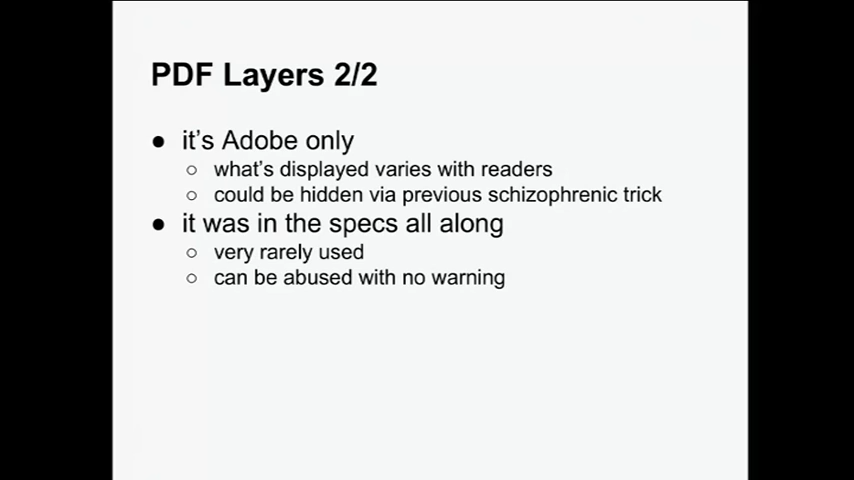 PDF Layers 2/2
● it's Adobe only
○ what's displayed varies with readers
○ could be hidden via previous schizophrenic trick
● it was in the specs all along
○ very rarely used
○ can be abused with no warning